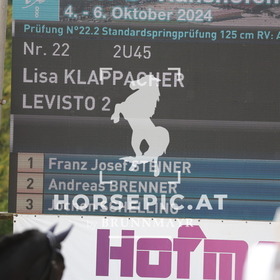 4. - 6. Oktober 2024
Prüfung N°22.2 Standardspringprüfung 125 cm RV: A
Nr. 22 2U45
Lisa KLAPPACHER
LEVISTO 2
1 Franz Josef STEINER
2 Andreas BRENNER
3
HORSEPIC.AT